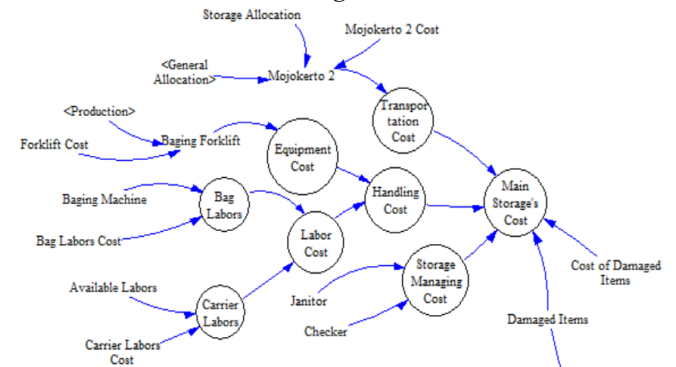 Storage Allocation
Mojokerto 2 Cost
<General
Allocation>
Mojokerto 2
<Production>
Transpor
tation
Cost
Forklift Cost
Baging Forklift
Equipment
Cost
Baging Machine
Bag
Labors
Handling
Cost
Main
Storage's
Cost
Bag Labors Cost
Labor
Cost
Storage
Managing
Cost
Cost of Damaged
Items
Available Labors
Janitor
Carrier
Labors
Damaged Items
Checker
Carrier Labors
Cost